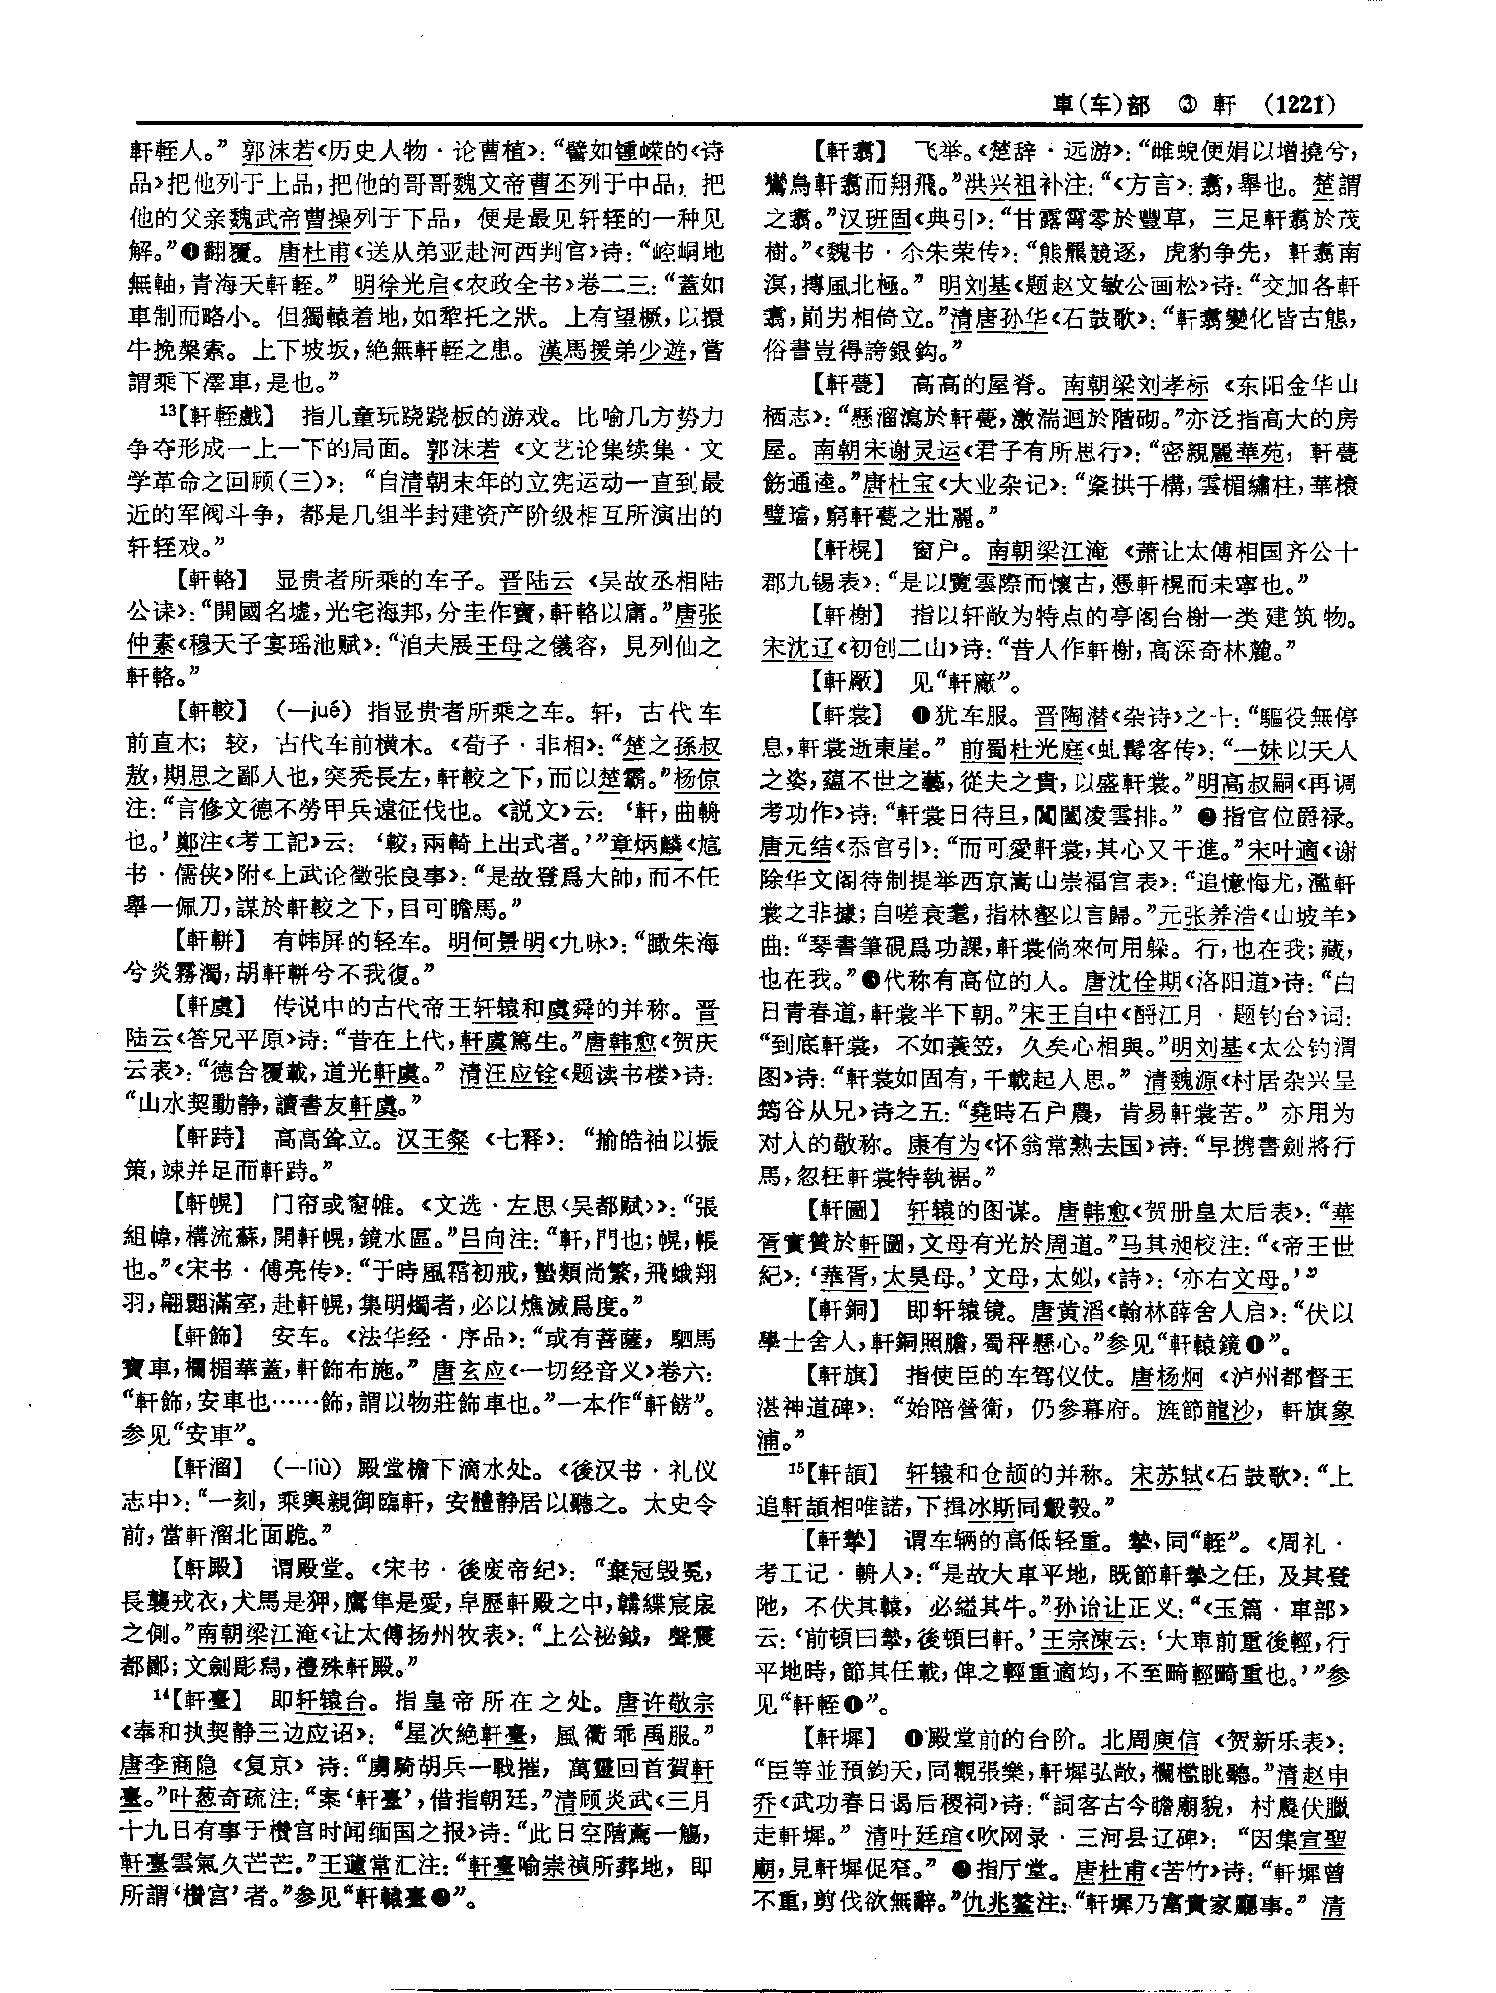 車(车)部 ③ 軒 (1221)
軒輊人。”郭沫若《历史人物·论曹植》：“譬如锺嵘的《诗
品》把他列于上品，把他的哥哥魏文帝曹丕列于中品，把
他的父亲魏武帝曹操列于下品，便是最见轩轾的一种见
解。”❹翻覆。唐杜甫《送从弟亚赴河西判官》诗：“崆峒地
無軸，青海天軒輊。”明徐光启《农政全书》卷二三：“蓋如
車制而略小。但獨轅着地，如犂托之狀。上有望橛，以擐
牛挽槃索。上下坡坂，絶無軒輊之患。漢馬援弟少遊，嘗
謂乘下澤車，是也。”
13【軒輊戲】 指儿童玩跷跷板的游戏。比喻几方势力
争夺形成一上一下的局面。郭沫若《文艺论集续集·文
学革命之回顾(三)》：“自清朝末年的立宪运动一直到最
近的军阀斗争，都是几组半封建资产阶级相互所演出的
轩轾戏。”
【軒輅】 显贵者所乘的车子。晋陆云《吴故丞相陆
公诔》：“開國名墟，光宅海邦，分圭作寶，軒輅以庸。”唐张
仲素《穆天子宴瑶池赋》：“洎夫展王母之儀容，見列仙之
軒輅。”
【軒較】 (—jué) 指显贵者所乘之车。轩，古代车
前直木；较，古代车前横木。《荀子·非相》：“楚之孫叔
敖，期思之鄙人也，突秃長左，軒較之下，而以楚霸。”杨倞
注：“言修文德不勞甲兵遠征伐也。《説文》云：‘軒，曲輈
也。’鄭注《考工記》云：‘較，兩輢上出式者。’”章炳麟《訄
书·儒侠》附《上武论徵张良事》：“是故登爲大帥，而不任
舉一佩刀，謀於軒較之下，目可瞻馬。”
【軒軿】 有帏屏的轻车。明何景明《九咏》：“瞰朱海
兮炎霧濁，胡軒軿兮不我復。”
【軒虞】 传说中的古代帝王轩辕和虞舜的并称。晋
陆云《答兄平原》诗：“昔在上代，軒虞篤生。”唐韩愈《贺庆
云表》：“德合覆載，道光軒虞。”清汪应铨《题读书楼》诗：
“山水契動静，讀書友軒虞。”
【軒跱】 高高耸立。汉王粲《七释》：“揄皓袖以振
策，竦并足而軒跱。”
【軒幌】 门帘或窗帷。《文选·左思〈吴都赋〉》：“張
組幃，構流蘇，開軒幌，鏡水區。”吕向注：“軒，門也；幌，帳
也。”《宋书·傅亮传》：“于時風霜初戒，蟄類尚繁，飛蛾翔
羽，翩翾滿室，赴軒幌，集明燭者，必以燋滅爲度。”
【軒飾】 安车。《法华经·序品》：“或有菩薩，駟馬
寶車，欄楯華蓋，軒飾布施。”唐玄应《一切经音义》卷六：
“軒飾，安車也……飾，謂以物莊飾車也。”一本作“軒餝”。
参见“安車”。
【軒溜】 (—liù) 殿堂檐下滴水处。《後汉书·礼仪
志中》：“一刻，乘輿親御臨軒，安體静居以聽之。太史令
前，當軒溜北面跪。”
【軒殿】 谓殿堂。《宋书·後废帝纪》：“棄冠毁冕，
長襲戎衣，犬馬是狎，鷹隼是愛，皁歷軒殿之中，韝緤宸扆
之側。”南朝梁江淹《让太傅扬州牧表》：“上公祕鉞，聲震
都鄙；文劍彫舄，禮殊軒殿。”
14【軒臺】 即轩辕台。指皇帝所在之处。唐许敬宗
《奉和执契静三边应诏》：“星次絶軒臺，風衢乖禹服。”
唐李商隐《复京》诗：“虜騎胡兵一戰摧，萬靈回首賀軒
臺。”叶葱奇疏注：“案‘軒臺’，借指朝廷。”清顾炎武《三月
十九日有事于欑宫时闻缅国之报》诗：“此日空階薦一觴，
軒臺雲氣久芒芒。”王蘧常汇注：“軒臺喻崇禎所葬地，即
所謂‘欑宫’者。”参见“軒轅臺❷”。
【軒翥】 飞举。《楚辞·远游》：“雌蜺便娟以增撓兮，
鸞鳥軒翥而翔飛。”洪兴祖补注：“《方言》：翥，舉也。楚謂
之翥。”汉班固《典引》：“甘露霄零於豐草，三足軒翥於茂
樹。”《魏书·尒朱荣传》：“熊羆競逐，虎豹争先，軒翥南
溟，摶風北極。”明刘基《题赵文敏公画松》诗：“交加各軒
翥，崱屴相倚立。”清唐孙华《石鼓歌》：“軒翥變化皆古態，
俗書豈得誇銀鈎。”
【軒甍】 高高的屋脊。南朝梁刘孝标《东阳金华山
栖志》：“懸溜瀉於軒甍，激湍迴於階砌。”亦泛指高大的房
屋。南朝宋谢灵运《君子有所思行》：“密親麗華苑，軒甍
飭通逵。”唐杜宝《大业杂记》：“粢拱千構，雲楣繡柱，華榱
璧璫，窮軒甍之壯麗。”
【軒榥】 窗户。南朝梁江淹《萧让太傅相国齐公十
郡九锡表》：“是以覽雲際而懷古，憑軒榥而未寧也。”
【軒榭】 指以轩敞为特点的亭阁台榭一类建筑物。
宋沈辽《初创二山》诗：“昔人作軒榭，高深奇林麓。”
【軒厰】 见“軒廠”。
【軒裳】 ❶犹车服。晋陶潜《杂诗》之十：“驅役無停
息，軒裳逝東崖。”前蜀杜光庭《虬髯客传》：“一妹以天人
之姿，藴不世之藝，從夫之貴，以盛軒裳。”明高叔嗣《再调
考功作》诗：“軒裳日待旦，閶闔凌雲排。”❷指官位爵禄。
唐元结《忝官引》：“而可愛軒裳，其心又干進。”宋叶適《谢
除华文阁待制提举西京嵩山崇福宫表》：“追憶悔尤，濫軒
裳之非據；自嗟衰耄，指林壑以言歸。”元张养浩《山坡羊》
曲：“琴書筆硯爲功課，軒裳倘來何用躲。行，也在我；藏，
也在我。”❸代称有高位的人。唐沈佺期《洛阳道》诗：“白
日青春道，軒裳半下朝。”宋王自中《酹江月·题钓台》词：
“到底軒裳，不如蓑笠，久矣心相與。”明刘基《太公钓渭
图》诗：“軒裳如固有，千載起人思。”清魏源《村居杂兴呈
筠谷从兄》诗之五：“堯時石户農，肯易軒裳苦。”亦用为
对人的敬称。康有为《怀翁常熟去国》诗：“早携書劍將行
馬，忽枉軒裳特執裾。”
【軒圖】 轩辕的图谋。唐韩愈《贺册皇太后表》：“華
胥實贊於軒圖，文母有光於周道。”马其昶校注：“《帝王世
紀》：‘華胥，太昊母。’文母，太姒，《詩》：‘亦右文母。’”
【軒銅】 即轩辕镜。唐黄滔《翰林薛舍人启》：“伏以
學士舍人，軒銅照膽，蜀秤懸心。”参见“軒轅鏡❶”。
【軒旗】 指使臣的车驾仪仗。唐杨炯《泸州都督王
湛神道碑》：“始陪營衛，仍參幕府。旌節龍沙，軒旗象
浦。”
15【軒頡】 轩辕和仓颉的并称。宋苏轼《石鼓歌》：“上
追軒頡相唯諾，下揖冰斯同鷇㝅。”
【軒摯】 谓车辆的高低轻重。摯，同“輊”。《周礼·
考工记·輈人》：“是故大車平地，既節軒摯之任，及其登
阤，不伏其轅，必縊其牛。”孙诒让正义：“《玉篇·車部》
云：‘前頓曰摯，後頓曰軒。’王宗涑云：‘大車前重後輕，行
平地時，節其任載，俾之輕重適均，不至畸輕畸重也。’”参
见“軒輊❶”。
【軒墀】 ❶殿堂前的台阶。北周庾信《贺新乐表》：
“臣等並預鈞天，同觀張樂，軒墀弘敞，欄檻眺聽。”清赵申
乔《武功春日谒后稷祠》诗：“詞客古今瞻廟貌，村農伏臘
走軒墀。”清叶廷琯《吹网录·三河县辽碑》：“因集宣聖
廟，見軒墀促窄。”❷指厅堂。唐杜甫《苦竹》诗：“軒墀曾
不重，剪伐欲無辭。”仇兆鳌注：“軒墀乃富貴家廳事。”清